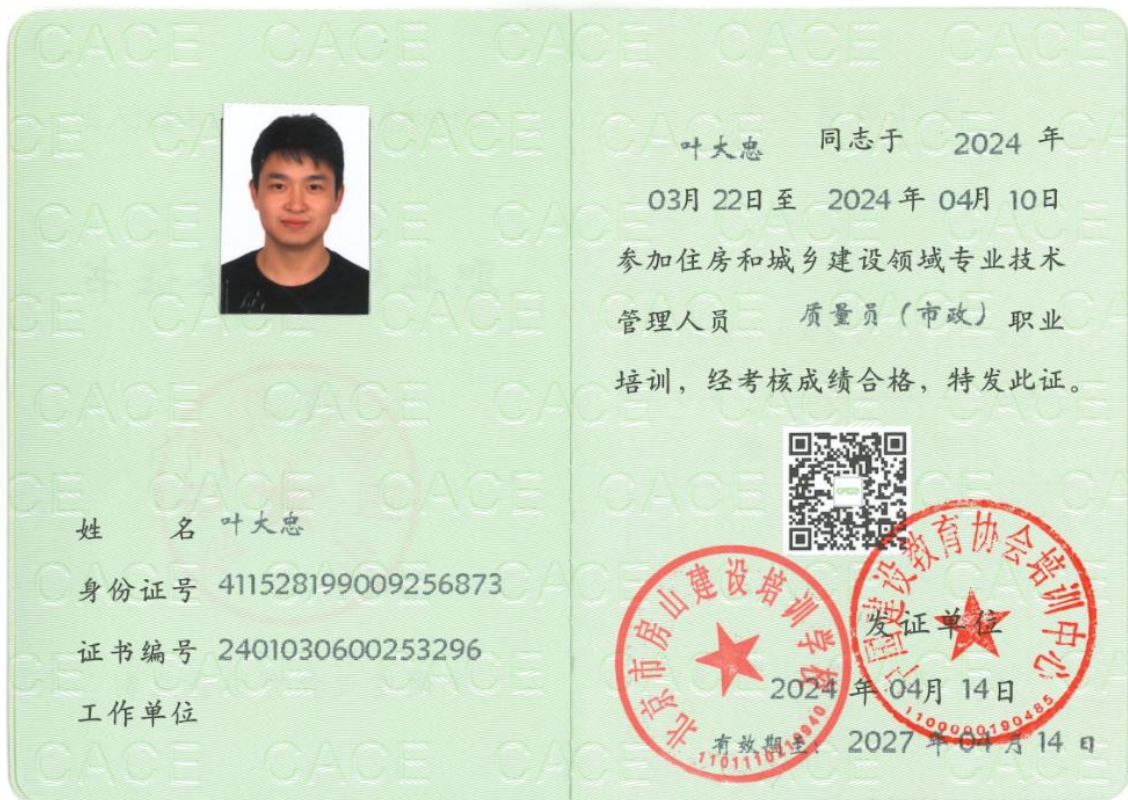 姓 名 叶大忠
身份证号 411528199009256873
证书编号 2401030600253296
工作单位
叶大忠 同志于 2024 年
03月 22日 至 2024 年 04月 10日
参加住房和城乡建设领域专业技术
管理人员 质量员（市政） 职业
培训，经考核成绩合格，特发此证。
CACE
北京市房山建设培训学校
中国建设教育协会培训中心
1100000190485
发证单位
2024 年 04月 14日
有效期至： 2027 年 04 月 14 日